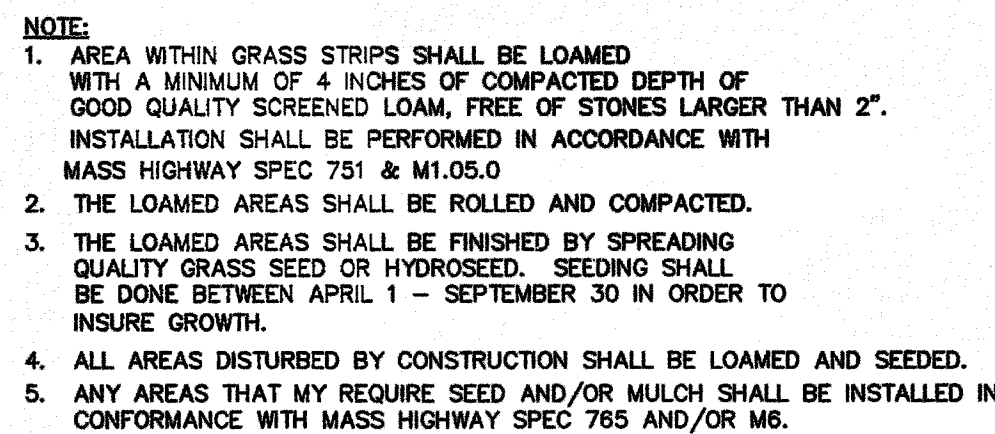 NOTE:
1. AREA WITHIN GRASS STRIPS SHALL BE LOAMED
WITH A MINIMUM OF 4 INCHES OF COMPACTED DEPTH OF
GOOD QUALITY SCREENED LOAM, FREE OF STONES LARGER THAN 2".
INSTALLATION SHALL BE PERFORMED IN ACCORDANCE WITH
MASS HIGHWAY SPEC 751 & M1.05.0
2. THE LOAMED AREAS SHALL BE ROLLED AND COMPACTED.
3. THE LOAMED AREAS SHALL BE FINISHED BY SPREADING
QUALITY GRASS SEED OR HYDROSEED. SEEDING SHALL
BE DONE BETWEEN APRIL 1 – SEPTEMBER 30 IN ORDER TO
INSURE GROWTH.
4. ALL AREAS DISTURBED BY CONSTRUCTION SHALL BE LOAMED AND SEEDED.
5. ANY AREAS THAT MY REQUIRE SEED AND/OR MULCH SHALL BE INSTALLED IN
CONFORMANCE WITH MASS HIGHWAY SPEC 765 AND/OR M6.